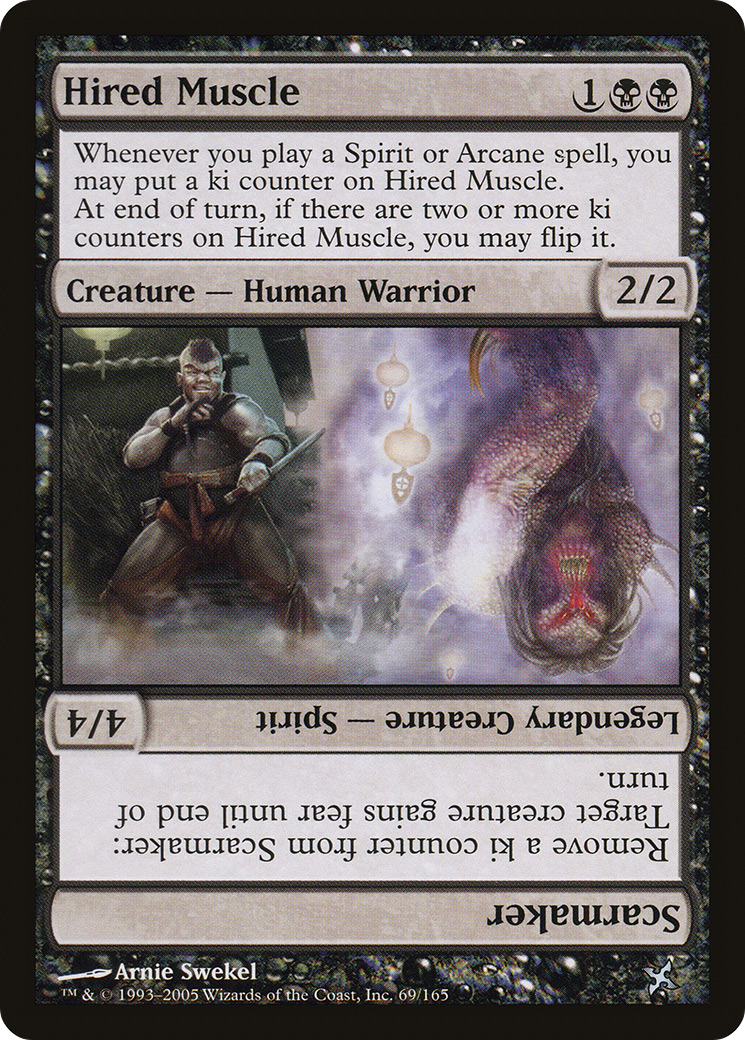 Hired Muscle
1
Whenever you play a Spirit or Arcane spell, you
may put a ki counter on Hired Muscle.
At end of turn, if there are two or more ki
counters on Hired Muscle, you may flip it.
Creature — Human Warrior
2/2
4/4
Legendary Creature — Spirit
Remove a ki counter from Scarmaker:
Target creature gains fear until end of
turn.
Scarmaker
Arnie Swekel
™ & © 1993–2005 Wizards of the Coast, Inc. 69/165